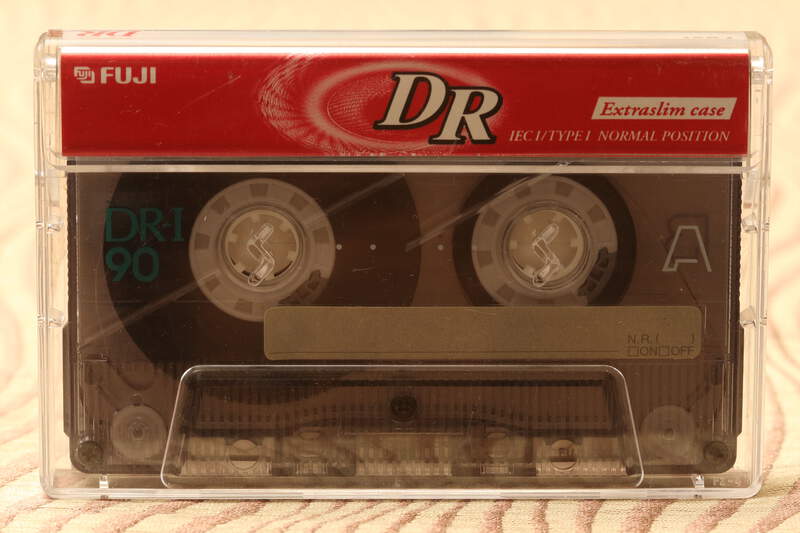 FUJI
DR
Extraslim case
IEC I/TYPE I NORMAL POSITION
DR-I
90
A
N.R.( )
□ON□OFF